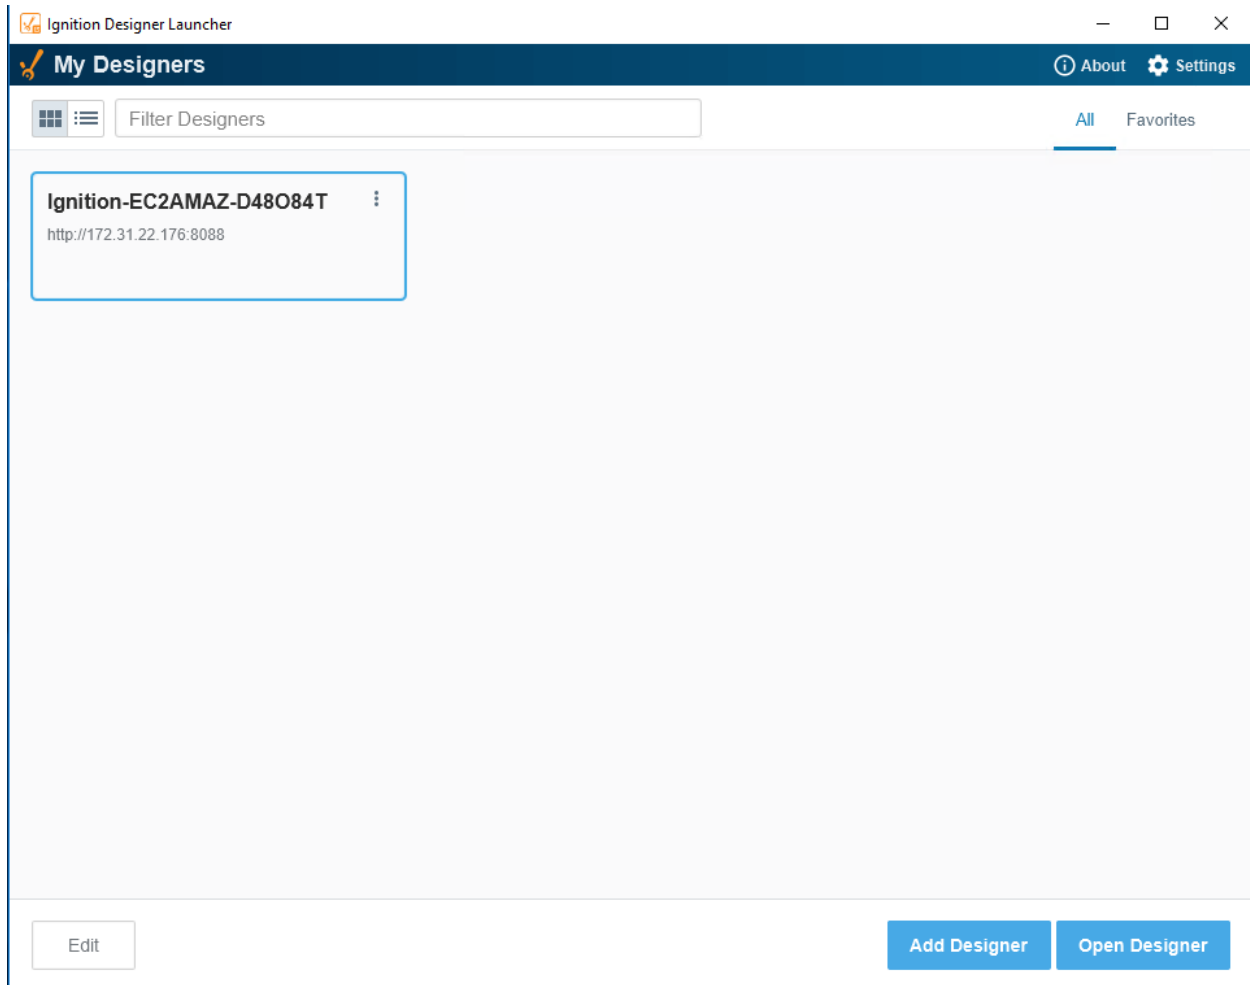 Ignition Designer Launcher
My Designers
About
Settings
Filter Designers
All
Favorites
Ignition-EC2AMAZ-D48O84T
http://172.31.22.176:8088
Edit
Add Designer
Open Designer